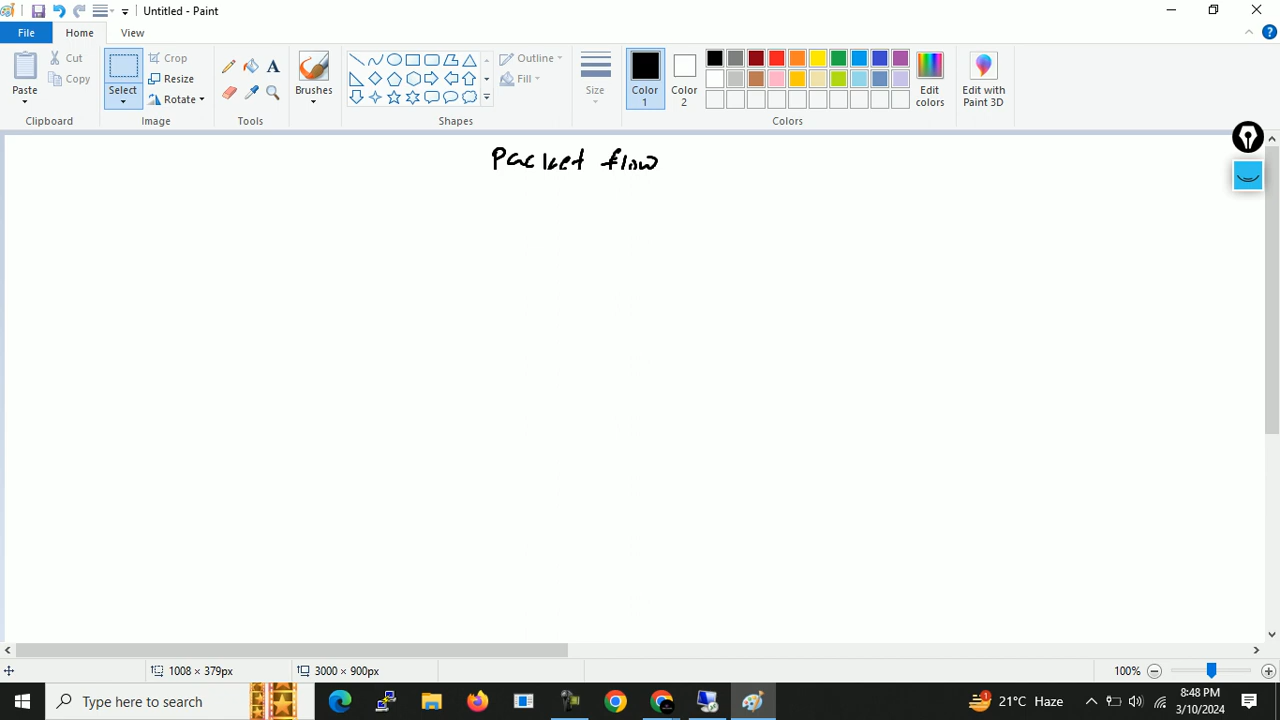 Untitled - Paint
File Home View
Paste
Cut
Copy
Clipboard
Select
Crop
Resize
Rotate
Image
A
Tools
Brushes
Shapes
Outline
Fill
Size
Color 1
Color 2
Edit colors
Colors
Edit with Paint 3D
Packet flow
1008 × 379px
3000 × 900px
100%
Type here to search
1
21°C Haze
8:48 PM
3/10/2024